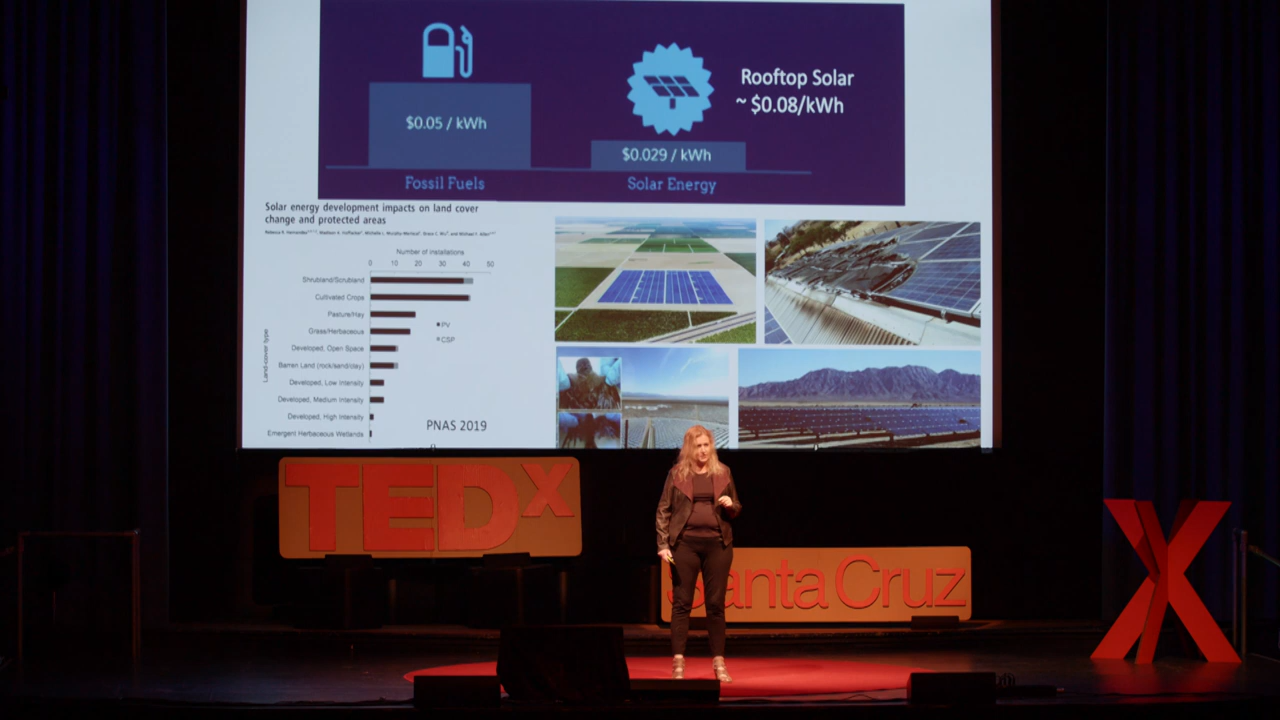 Rooftop Solar
~ $0.08/kWh
$0.05 / kWh
$0.029 / kWh
Fossil Fuels
Solar Energy
Solar energy development impacts on land cover
change and protected areas
Number of installations
0 10 20 30 40 50
Shrubland/Scrubland
Cultivated Crops
Pasture/Hay
Grass/Herbaceous
Developed, Open Space
Barren Land (rock/sand/clay)
Developed, Low Intensity
Developed, Medium Intensity
Developed, High Intensity
Emergent Herbaceous Wetlands
Land-cover type
PV
CSP
PNAS 2019
TEDx
Santa Cruz
X